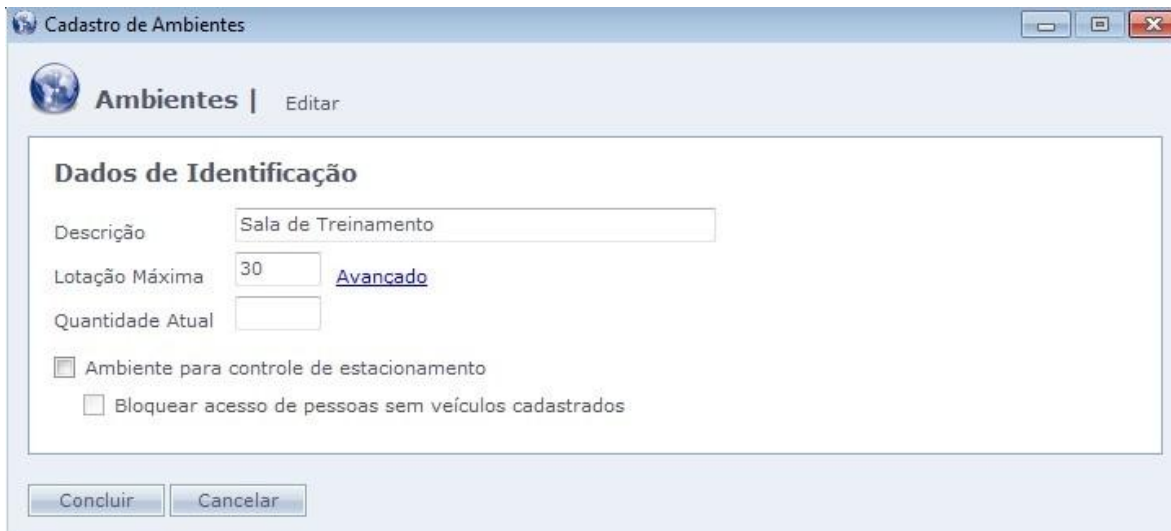 Cadastro de Ambientes
Ambientes | Editar
Dados de Identificação
Descrição Sala de Treinamento
Lotação Máxima 30 Avançado
Quantidade Atual
Ambiente para controle de estacionamento
Bloquear acesso de pessoas sem veículos cadastrados
Concluir Cancelar